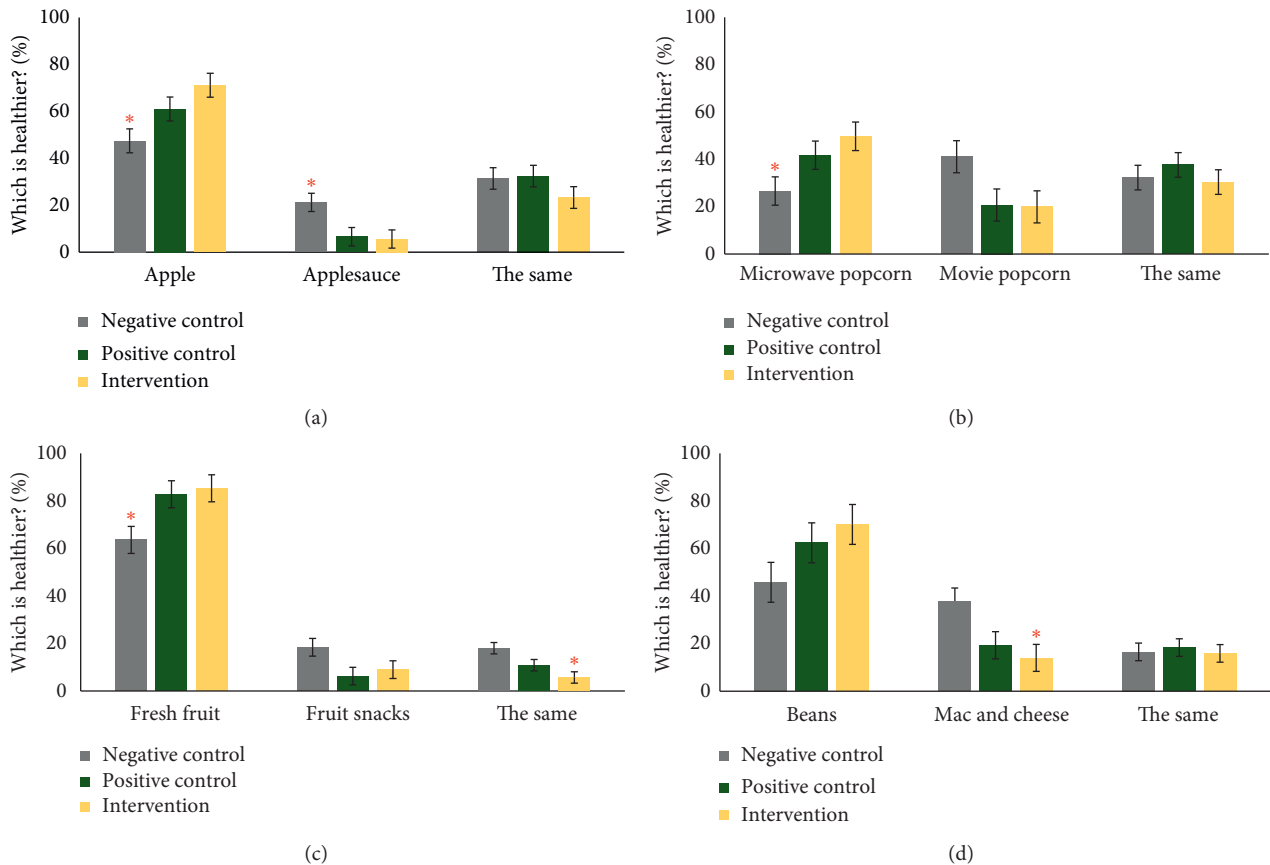 Which is healthier? (%)
100
80
60
40
20
0
*
*
Apple
Applesauce
The same
Negative control
Positive control
Intervention
(a)
Which is healthier? (%)
100
80
60
40
20
0
*
Microwave popcorn
Movie popcorn
The same
Negative control
Positive control
Intervention
(b)
Which is healthier? (%)
100
80
60
40
20
0
*
*
Fresh fruit
Fruit snacks
The same
Negative control
Positive control
Intervention
(c)
Which is healthier? (%)
100
80
60
40
20
0
*
Beans
Mac and cheese
The same
Negative control
Positive control
Intervention
(d)